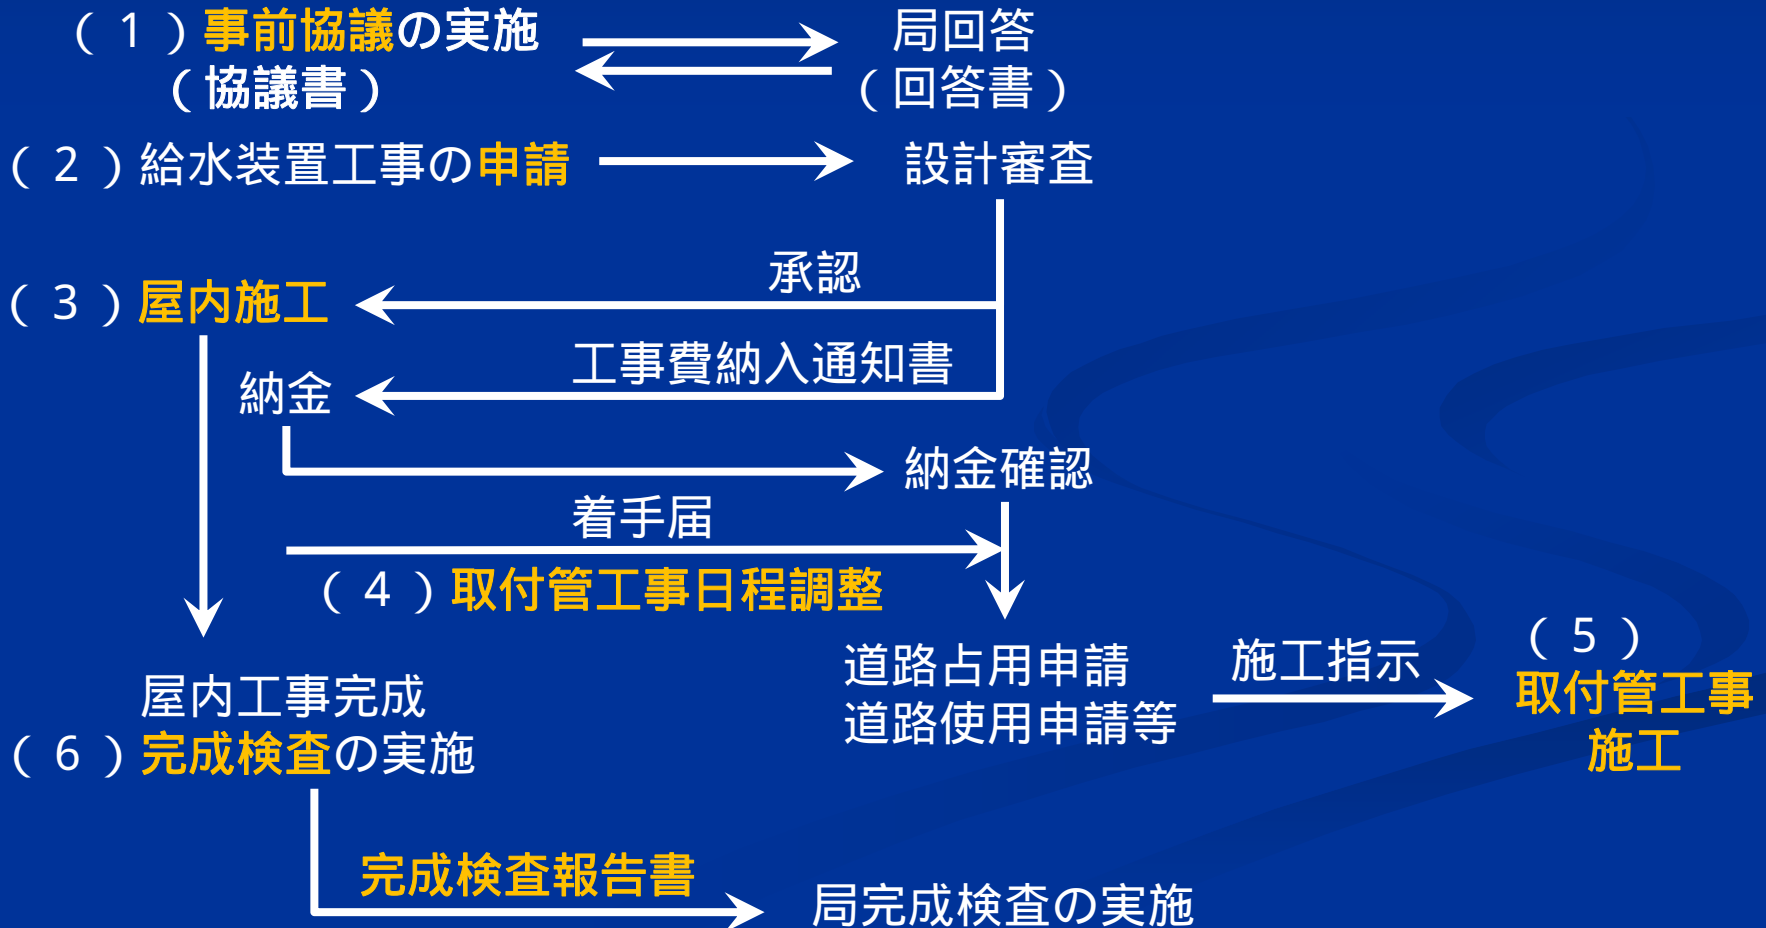 （１）事前協議の実施
（協議書）
局回答
（回答書）
（２）給水装置工事の申請
設計審査
承認
（３）屋内施工
工事費納入通知書
納金
納金確認
着手届
（４）取付管工事日程調整
道路占用申請
道路使用申請等
施工指示
（５）
取付管工事
施工
屋内工事完成
（６）完成検査の実施
完成検査報告書
局完成検査の実施